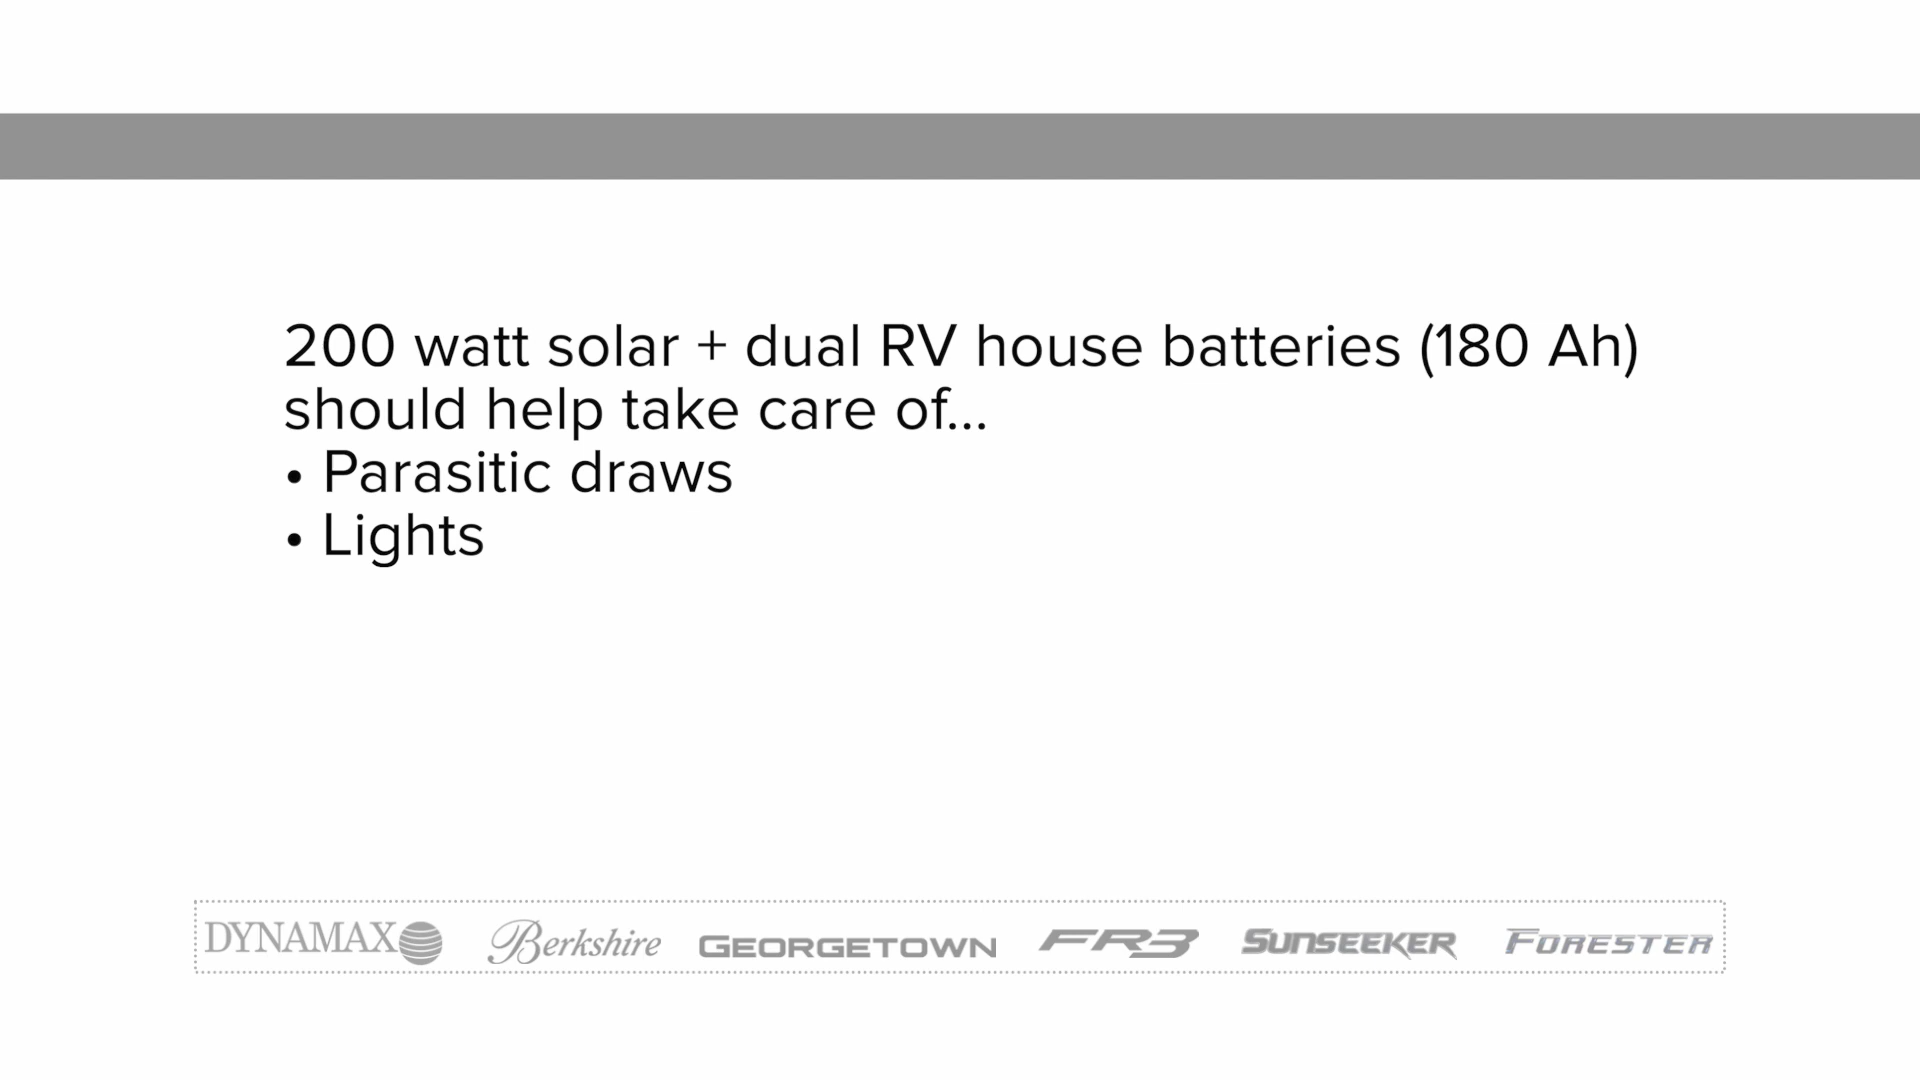 200 watt solar + dual RV house batteries (180 Ah)
should help take care of...
• Parasitic draws
• Lights
DYNAMAX Berkshire GEORGETOWN FR3 SUNSEEKER FORESTER